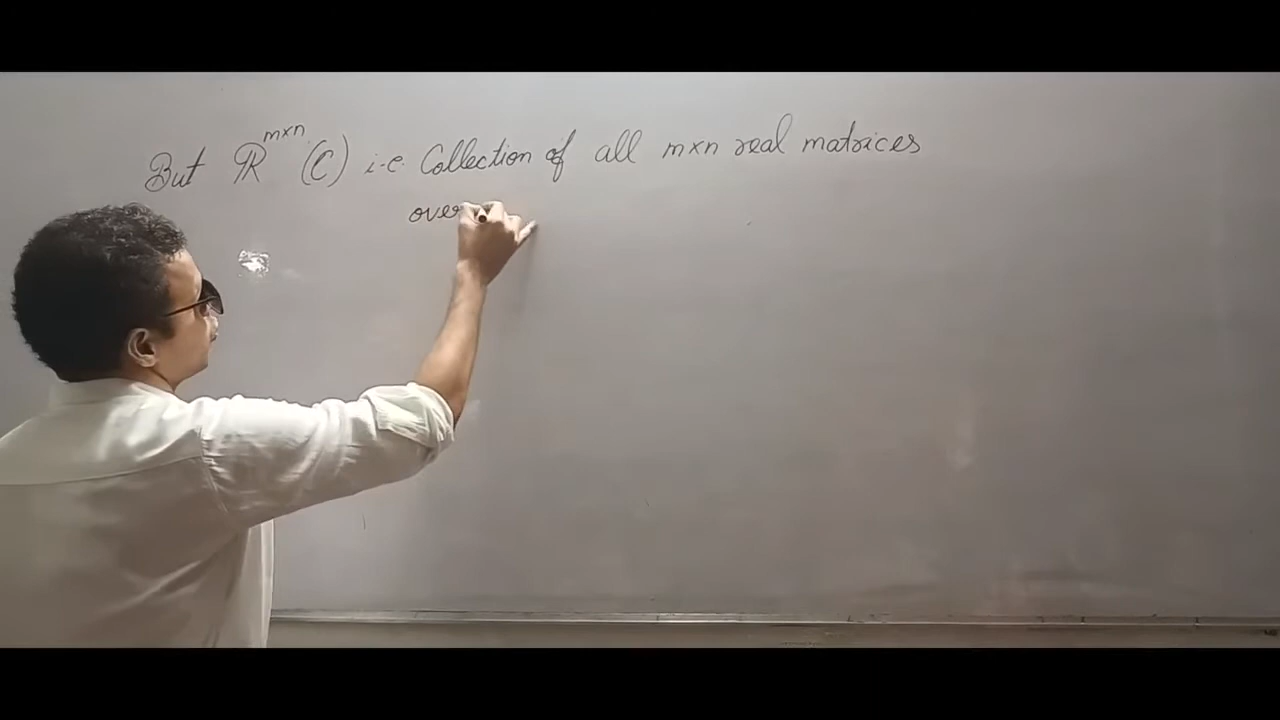 But ℝ^{m×n} (ℂ) i.e. Collection of all m×n real matrices
over